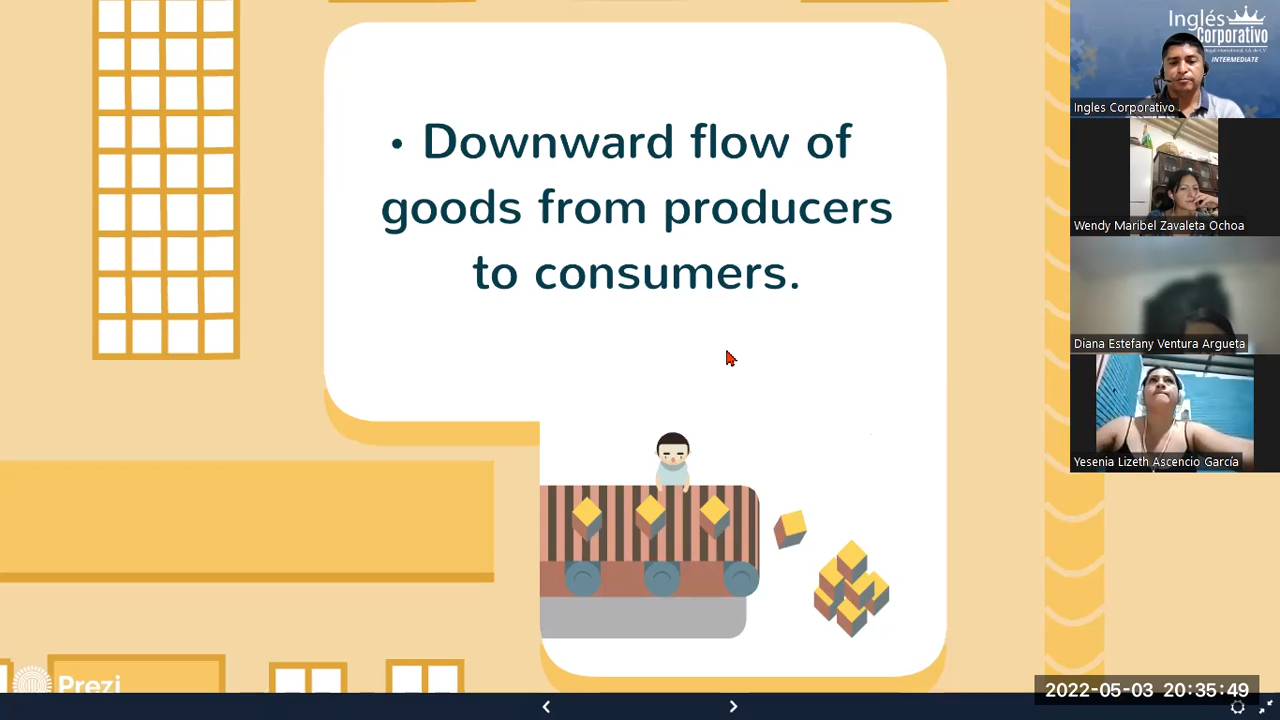 • Downward flow of
goods from producers
to consumers.
Prezi
Inglés
Corporativo
INTERMEDIATE
Ingles Corporativo
Wendy Maribel Zavaleta Ochoa
Diana Estefany Ventura Argueta
Yesenia Lizeth Ascencio García
2022-05-03 20:35:49